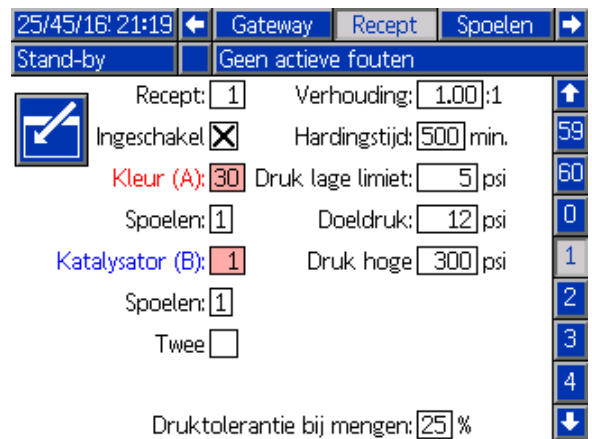 25/45/16 21:19 Gateway Recept Spoelen
Stand-by Geen actieve fouten
Recept: 1 Verhouding: 1.00 :1
Ingeschakel Hardingstijd: 500 min.
59
Kleur (A): 30 Druk lage limiet: 5 psi
60
Spoelen: 1 Doeldruk: 12 psi
0
Katalysator (B): 1 Druk hoge 300 psi
1
Spoelen: 1
2
Twee
3
4
Druktolerantie bij mengen: 25 %